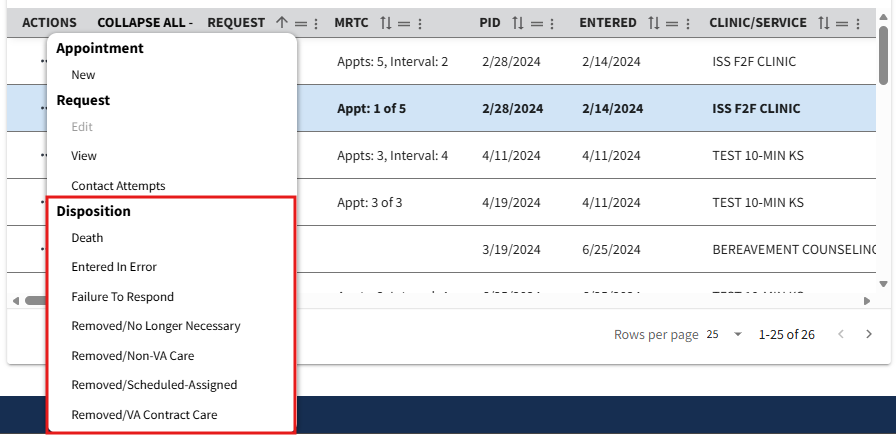 ACTIONS COLLAPSE ALL - REQUEST MRTC PID ENTERED CLINIC/SERVICE
Appointment
New
Request
Edit
View
Contact Attempts
Disposition
Death
Entered In Error
Failure To Respond
Removed/No Longer Necessary
Removed/Non-VA Care
Removed/Scheduled-Assigned
Removed/VA Contract Care
Appts: 5, Interval: 2 2/28/2024 2/14/2024 ISS F2F CLINIC
Appt: 1 of 5 2/28/2024 2/14/2024 ISS F2F CLINIC
Appts: 3, Interval: 4 4/11/2024 4/11/2024 TEST 10-MIN KS
Appt: 3 of 3 4/19/2024 4/11/2024 TEST 10-MIN KS
3/19/2024 6/25/2024 BEREAVEMENT COUNSELING
Rows per page 25 1-25 of 26